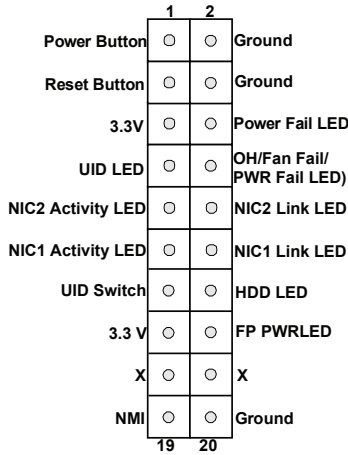 1 2
Power Button Ground
Reset Button Ground
3.3V Power Fail LED
UID LED OH/Fan Fail/
PWR Fail LED)
NIC2 Activity LED NIC2 Link LED
NIC1 Activity LED NIC1 Link LED
UID Switch HDD LED
3.3 V FP PWRLED
X X
NMI Ground
19 20